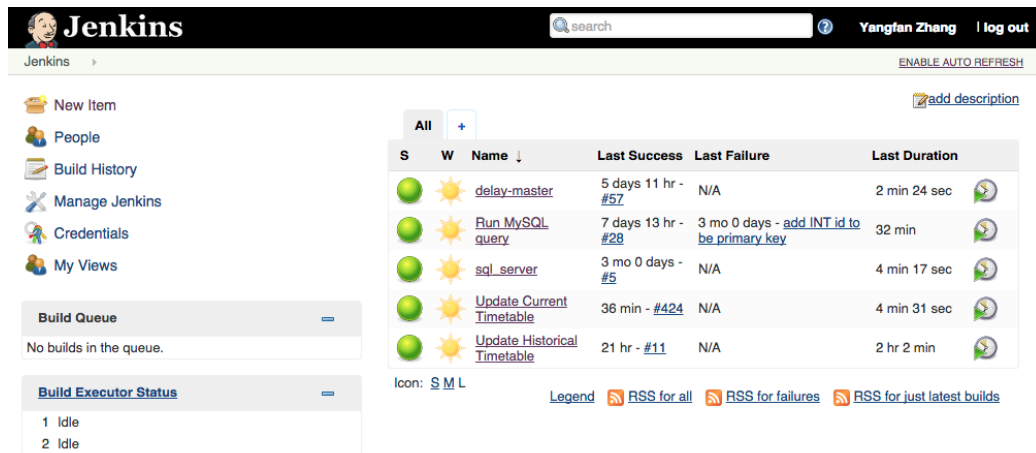 Jenkins
search
Yangfan Zhang | log out
Jenkins
ENABLE AUTO REFRESH
New Item
People
Build History
Manage Jenkins
Credentials
My Views
Build Queue
No builds in the queue.
Build Executor Status
1 Idle
2 Idle
add description
All +
S W Name ↓ Last Success Last Failure Last Duration
delay-master 5 days 11 hr - #57 N/A 2 min 24 sec
Run MySQL query 7 days 13 hr - #28 3 mo 0 days - add INT id to be primary key 32 min
sql_server 3 mo 0 days - #5 N/A 4 min 17 sec
Update Current Timetable 36 min - #424 N/A 4 min 31 sec
Update Historical Timetable 21 hr - #11 N/A 2 hr 2 min
Icon: S M L
Legend RSS for all RSS for failures RSS for just latest builds